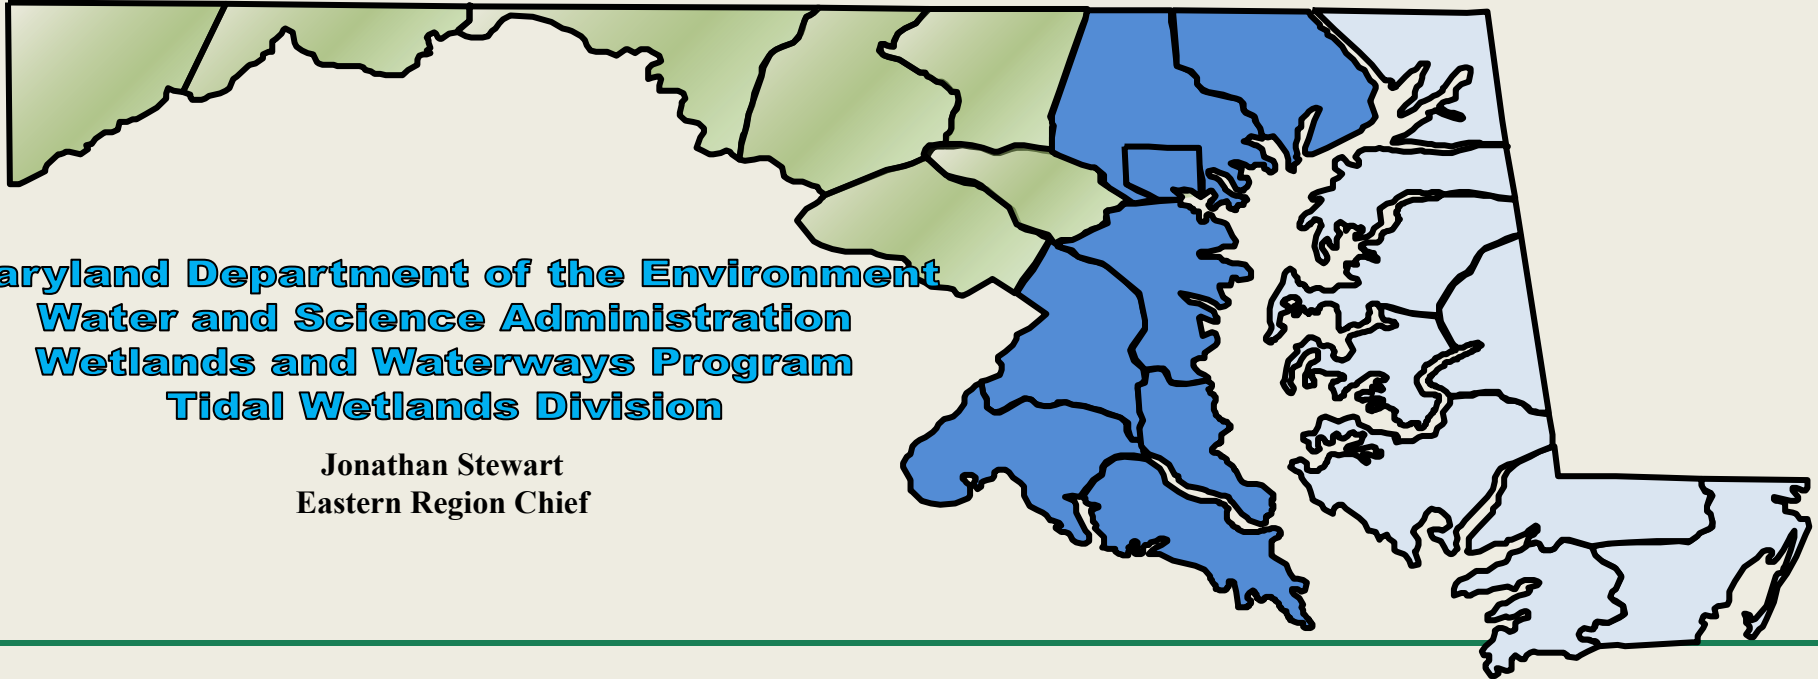 aryland Department of the Environment
Water and Science Administration
Wetlands and Waterways Program
Tidal Wetlands Division
Jonathan Stewart
Eastern Region Chief